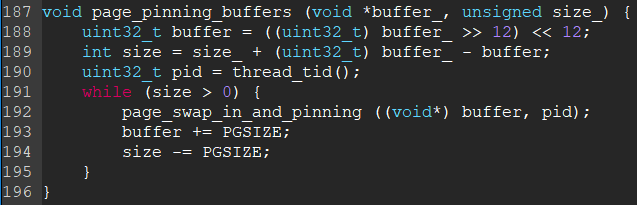 187 void page_pinning_buffers (void *buffer_, unsigned size_) {
188     uint32_t buffer = ((uint32_t) buffer_ >> 12) << 12;
189     int size = size_ + (uint32_t) buffer_ - buffer;
190     uint32_t pid = thread_tid();
191     while (size > 0) {
192         page_swap_in_and_pinning ((void*) buffer, pid);
193         buffer += PGSIZE;
194         size -= PGSIZE;
195     }
196 }